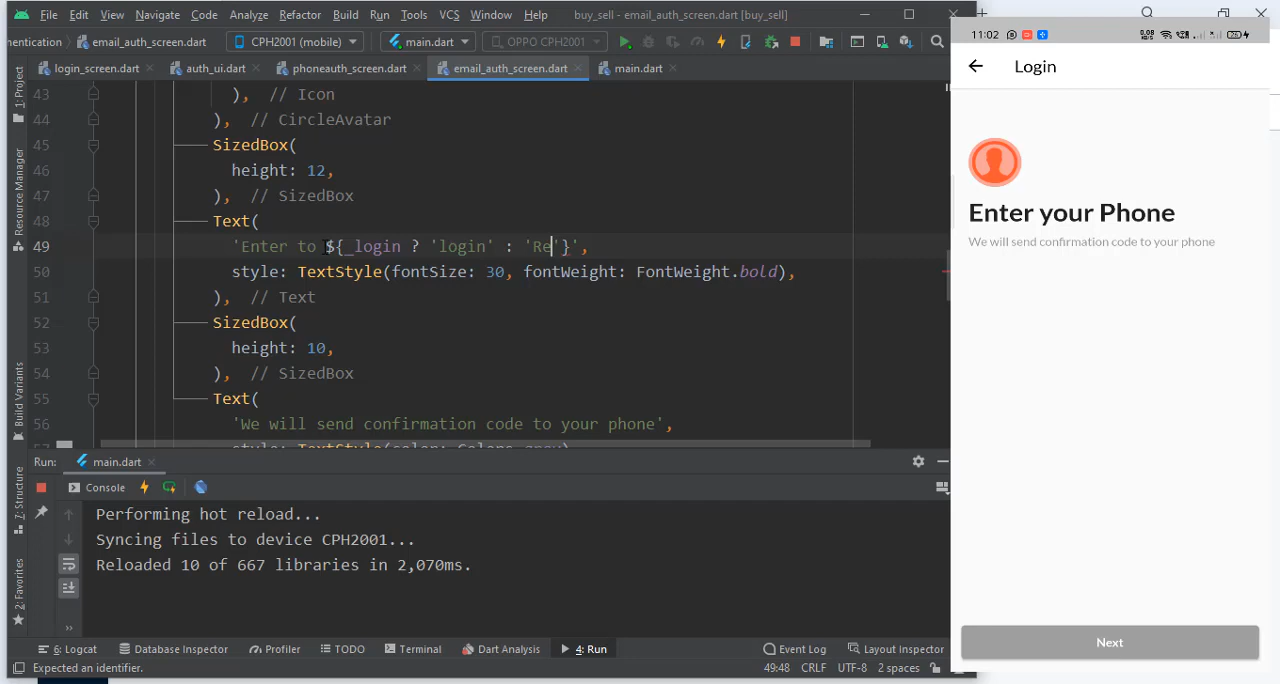 File Edit View Navigate Code Analyze Refactor Build Run Tools VCS Window Help buy_sell - email_auth_screen.dart [buy_sell]
hentication email_auth_screen.dart CPH2001 (mobile) main.dart OPPO CPH2001
login_screen.dart auth_ui.dart phoneauth_screen.dart email_auth_screen.dart main.dart
43 ), // Icon
44 ), // CircleAvatar
45 SizedBox(
46 height: 12,
47 ), // SizedBox
48 Text(
49 'Enter to ${_login ? 'login' : 'Re'}',
50 style: TextStyle(fontSize: 30, fontWeight: FontWeight.bold),
51 ), // Text
52 SizedBox(
53 height: 10,
54 ), // SizedBox
55 Text(
56 'We will send confirmation code to your phone',
1: Project
Resource Manager
Build Variants
Z: Structure
2: Favorites
Run: main.dart
Console
Performing hot reload...
Syncing files to device CPH2001...
Reloaded 10 of 667 libraries in 2,070ms.
6: Logcat Database Inspector Profiler TODO Terminal Dart Analysis 4: Run Event Log Layout Inspector
Expected an identifier. 49:48 CRLF UTF-8 2 spaces
11:02
Login
Enter your Phone
We will send confirmation code to your phone
Next